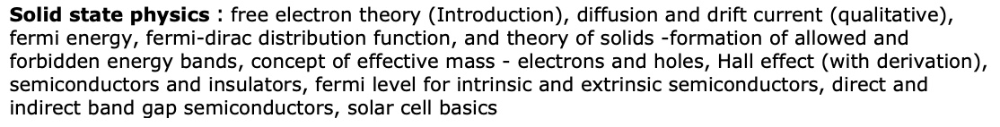 Solid state physics : free electron theory (Introduction), diffusion and drift current (qualitative),
fermi energy, fermi-dirac distribution function, and theory of solids -formation of allowed and
forbidden energy bands, concept of effective mass - electrons and holes, Hall effect (with derivation),
semiconductors and insulators, fermi level for intrinsic and extrinsic semiconductors, direct and
indirect band gap semiconductors, solar cell basics